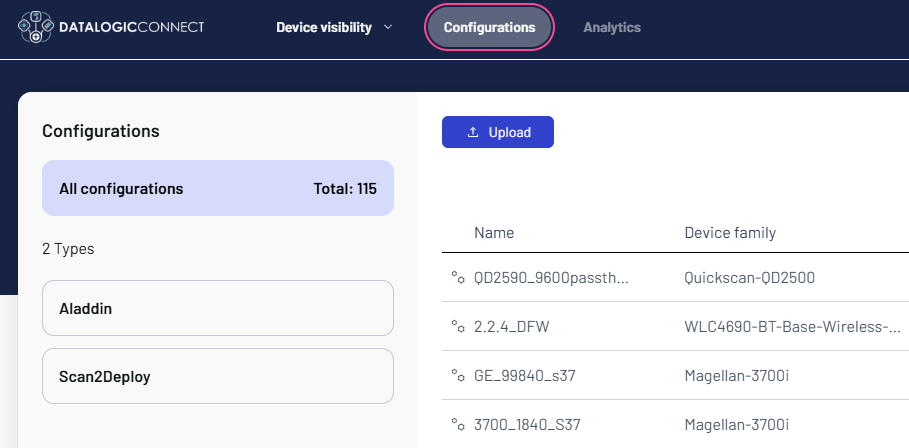 DATALOGICCONNECT
Device visibility
Configurations
Analytics
Configurations
All configurations Total: 115
2 Types
Aladdin
Scan2Deploy
Upload
Name Device family
QD2590_9600passth... Quickscan-QD2500
2.2.4_DFW WLC4690-BT-Base-Wireless-...
GE_99840_s37 Magellan-3700i
3700_1840_S37 Magellan-3700i